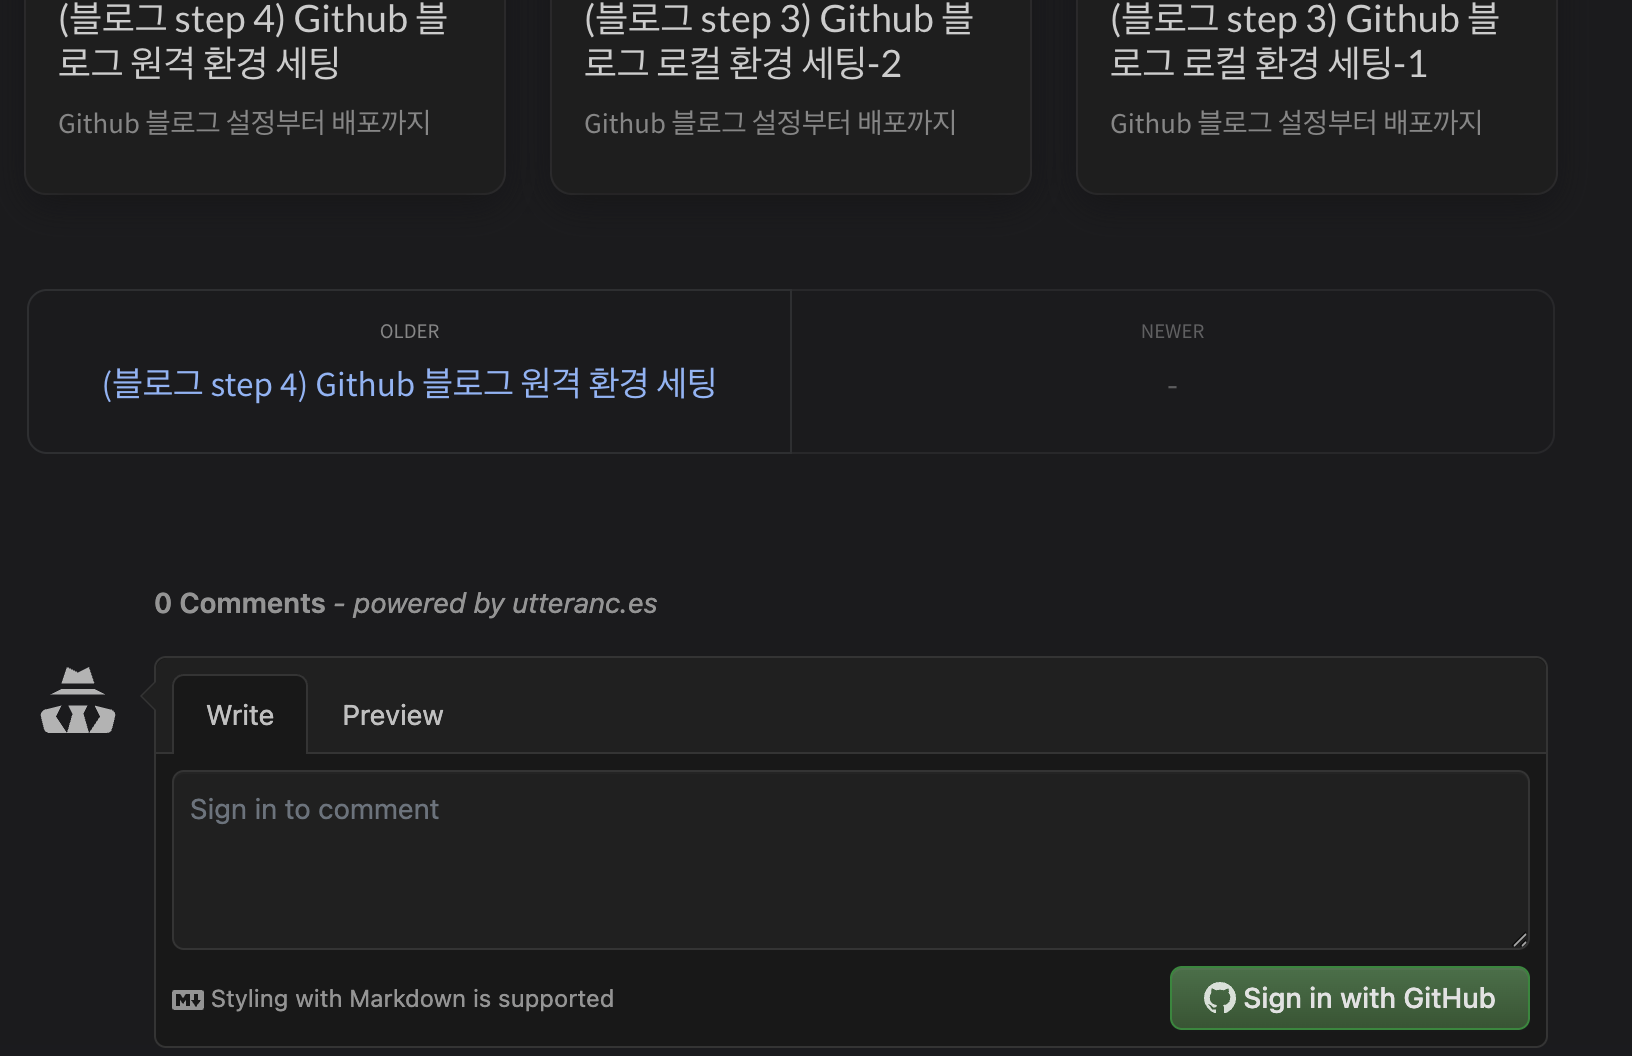 (블로그 step 4) Github 블
로그 원격 환경 세팅
Github 블로그 설정부터 배포까지
(블로그 step 3) Github 블
로그 로컬 환경 세팅-2
Github 블로그 설정부터 배포까지
(블로그 step 3) Github 블
로그 로컬 환경 세팅-1
Github 블로그 설정부터 배포까지
OLDER
(블로그 step 4) Github 블로그 원격 환경 세팅
NEWER
-
0 Comments - powered by utteranc.es
Write
Preview
Sign in to comment
M↓ Styling with Markdown is supported
Sign in with GitHub